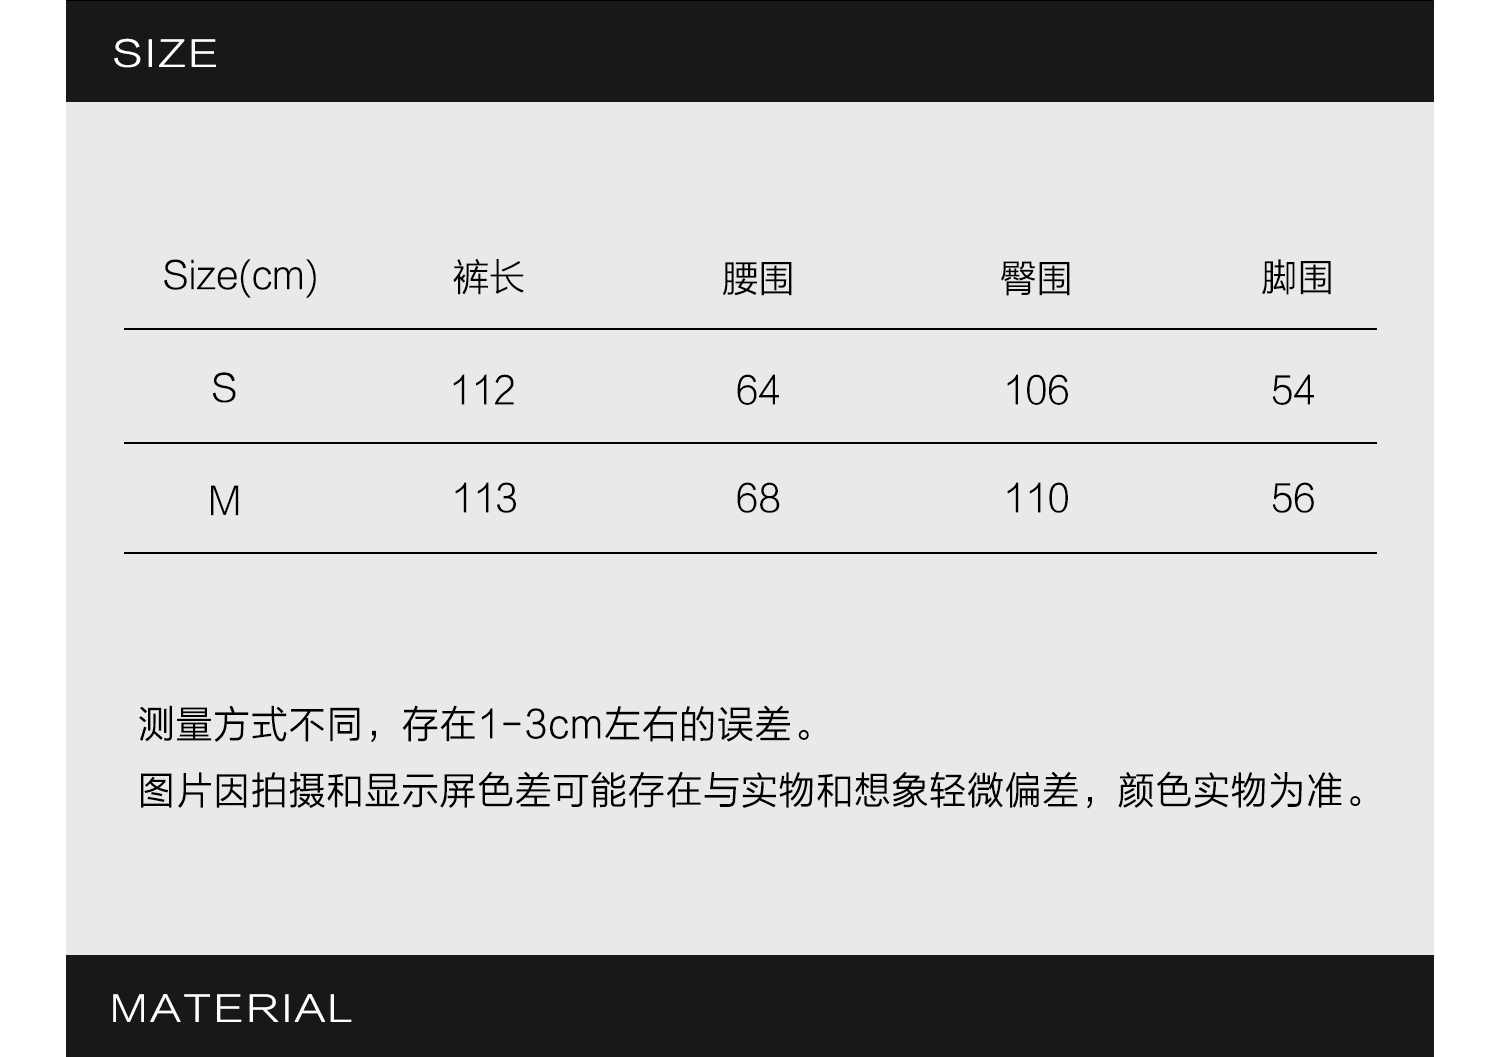 SIZE
Size(cm) 裤长 腰围 臀围 脚围
S 112 64 106 54
M 113 68 110 56
测量方式不同，存在1-3cm左右的误差。
图片因拍摄和显示屏色差可能存在与实物和想象轻微偏差，颜色实物为准。
MATERIAL